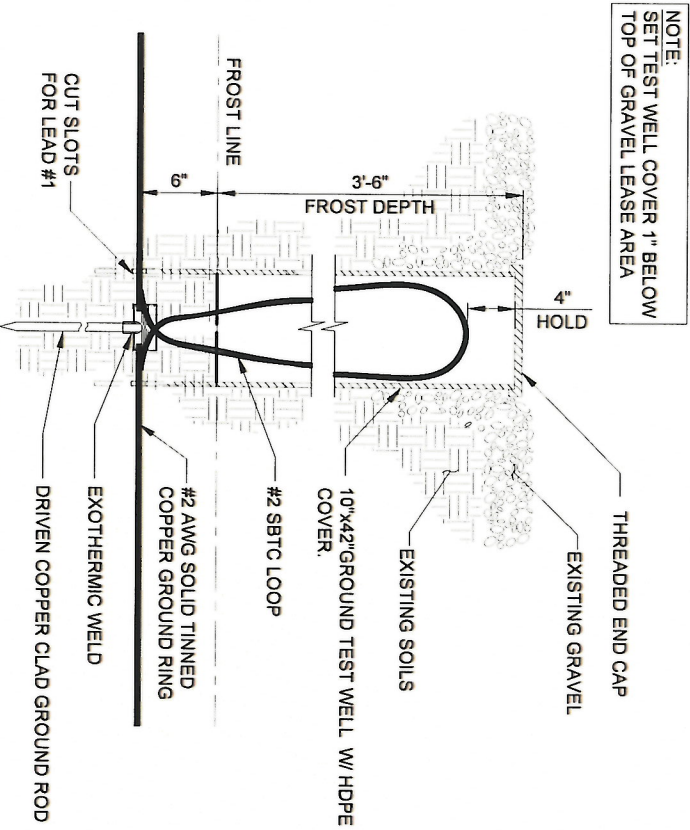 NOTE:
SET TEST WELL COVER 1" BELOW
TOP OF GRAVEL LEASE AREA
4"
HOLD
THREADED END CAP
EXISTING GRAVEL
3'-6"
FROST DEPTH
EXISTING SOILS
10"x42"GROUND TEST WELL W/ HDPE
COVER.
FROST LINE
#2 SBTC LOOP
6"
#2 AWG SOLID TINNED
COPPER GROUND RING
CUT SLOTS
FOR LEAD #1
EXOTHERMIC WELD
DRIVEN COPPER CLAD GROUND ROD